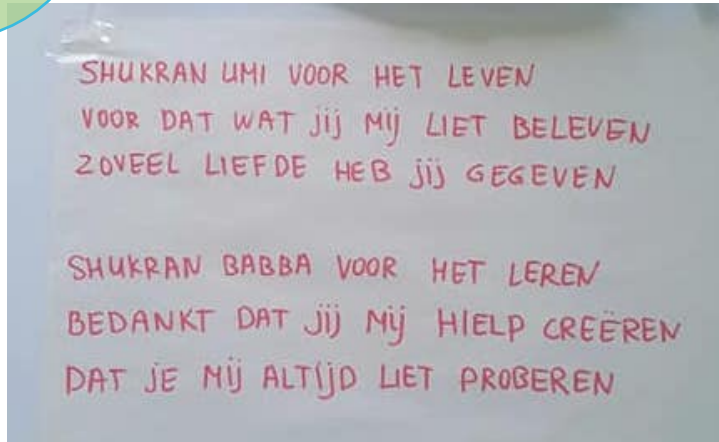 SHUKRAN UMI VOOR HET LEVEN
VOOR DAT WAT JIJ MIJ LIET BELEVEN
ZOVEEL LIEFDE HEB JIJ GEGEVEN
SHUKRAN BABBA VOOR HET LEREN
BEDANKT DAT JIJ MIJ HIELP CREËREN
DAT JE MIJ ALTIJD LIET PROBEREN